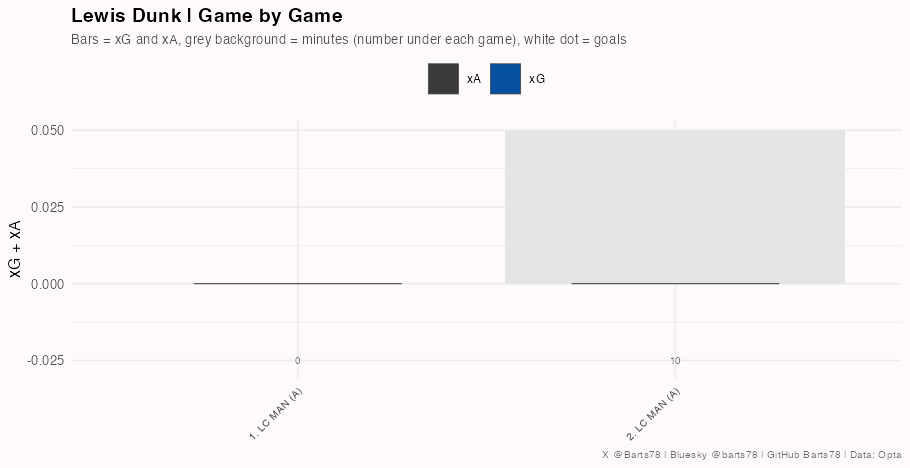 Lewis Dunk | Game by Game
Bars = xG and xA, grey background = minutes (number under each game), white dot = goals
xA xG
xG + xA
0.050
0.025
0.000
-0.025
0 10
1. LC MAN (A)
2. LC MAN (A)
X @Barts78 | Bluesky @barts78 | GitHub Barts78 | Data: Opta